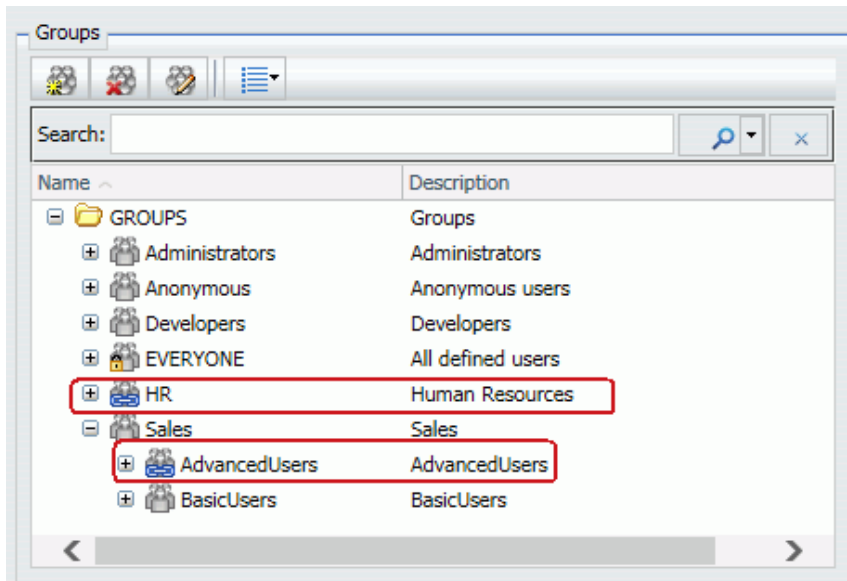 Groups
Search:
Name Description
GROUPS Groups
Administrators Administrators
Anonymous Anonymous users
Developers Developers
EVERYONE All defined users
HR Human Resources
Sales Sales
AdvancedUsers AdvancedUsers
BasicUsers BasicUsers